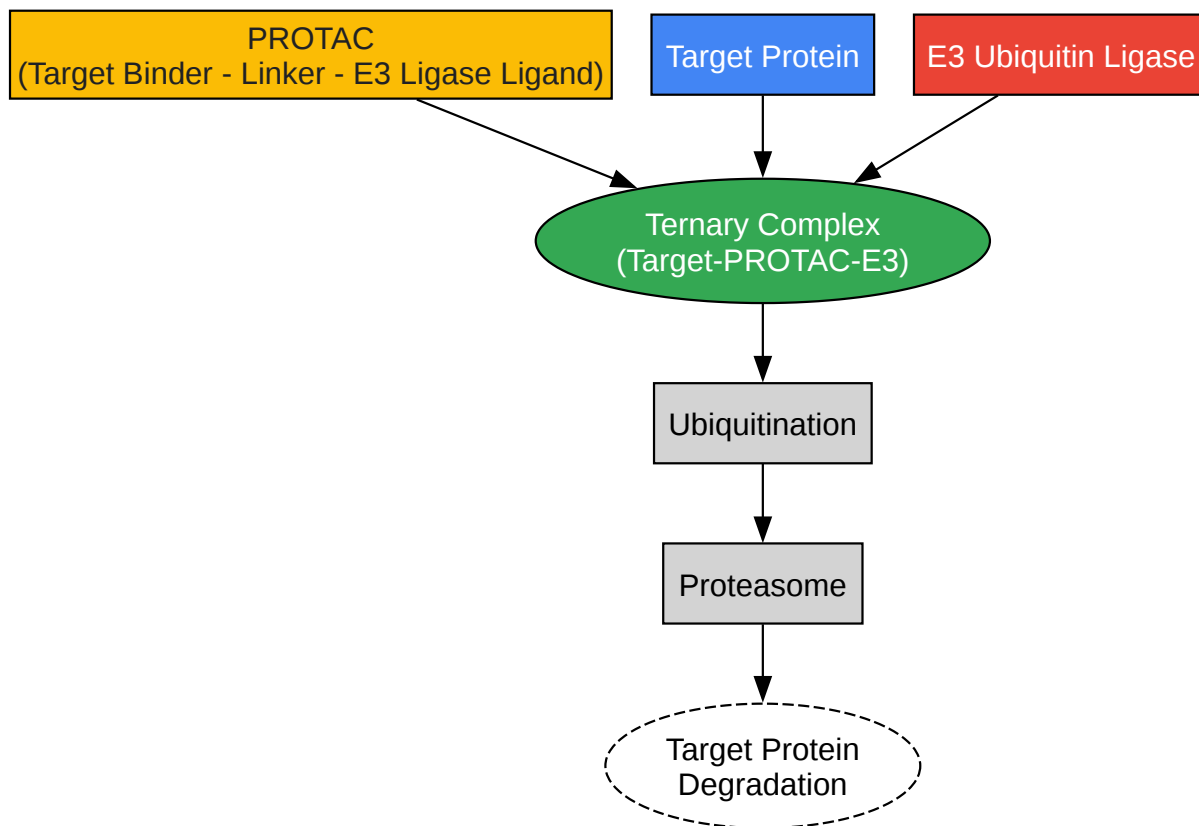 PROTAC
(Target Binder - Linker - E3 Ligase Ligand)
Target Protein
E3 Ubiquitin Ligase
Ternary Complex
(Target-PROTAC-E3)
Ubiquitination
Proteasome
Target Protein
Degradation